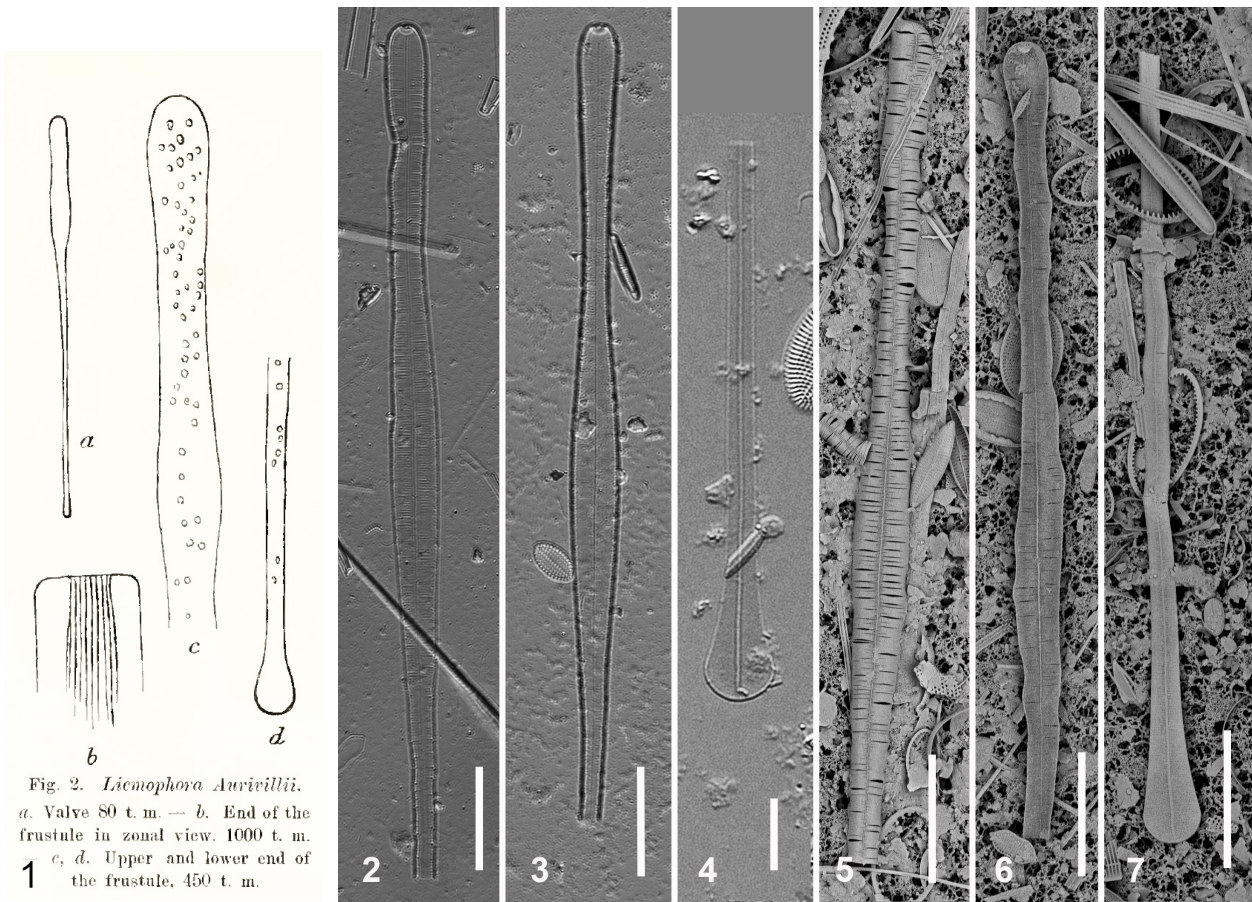 a
b
c
d
Fig. 2. Licmophora Aurivillii.
a. Valve 80 t. m. — b. End of the
frustule in zonal view. 1000 t. m.
— c, d. Upper and lower end of
the frustule, 450 t. m.
1
2
3
4
5
6
7